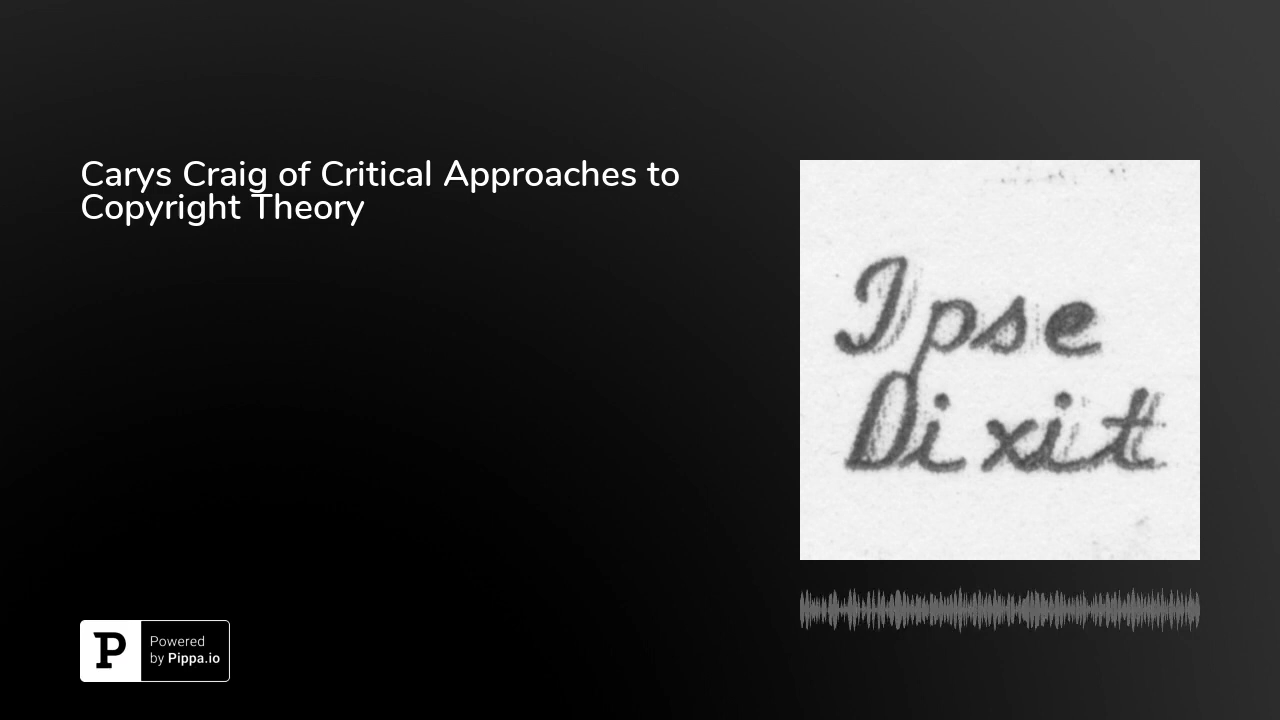 Carys Craig of Critical Approaches to
Copyright Theory
Ipse
Dixit
P
Powered
by Pippa.io